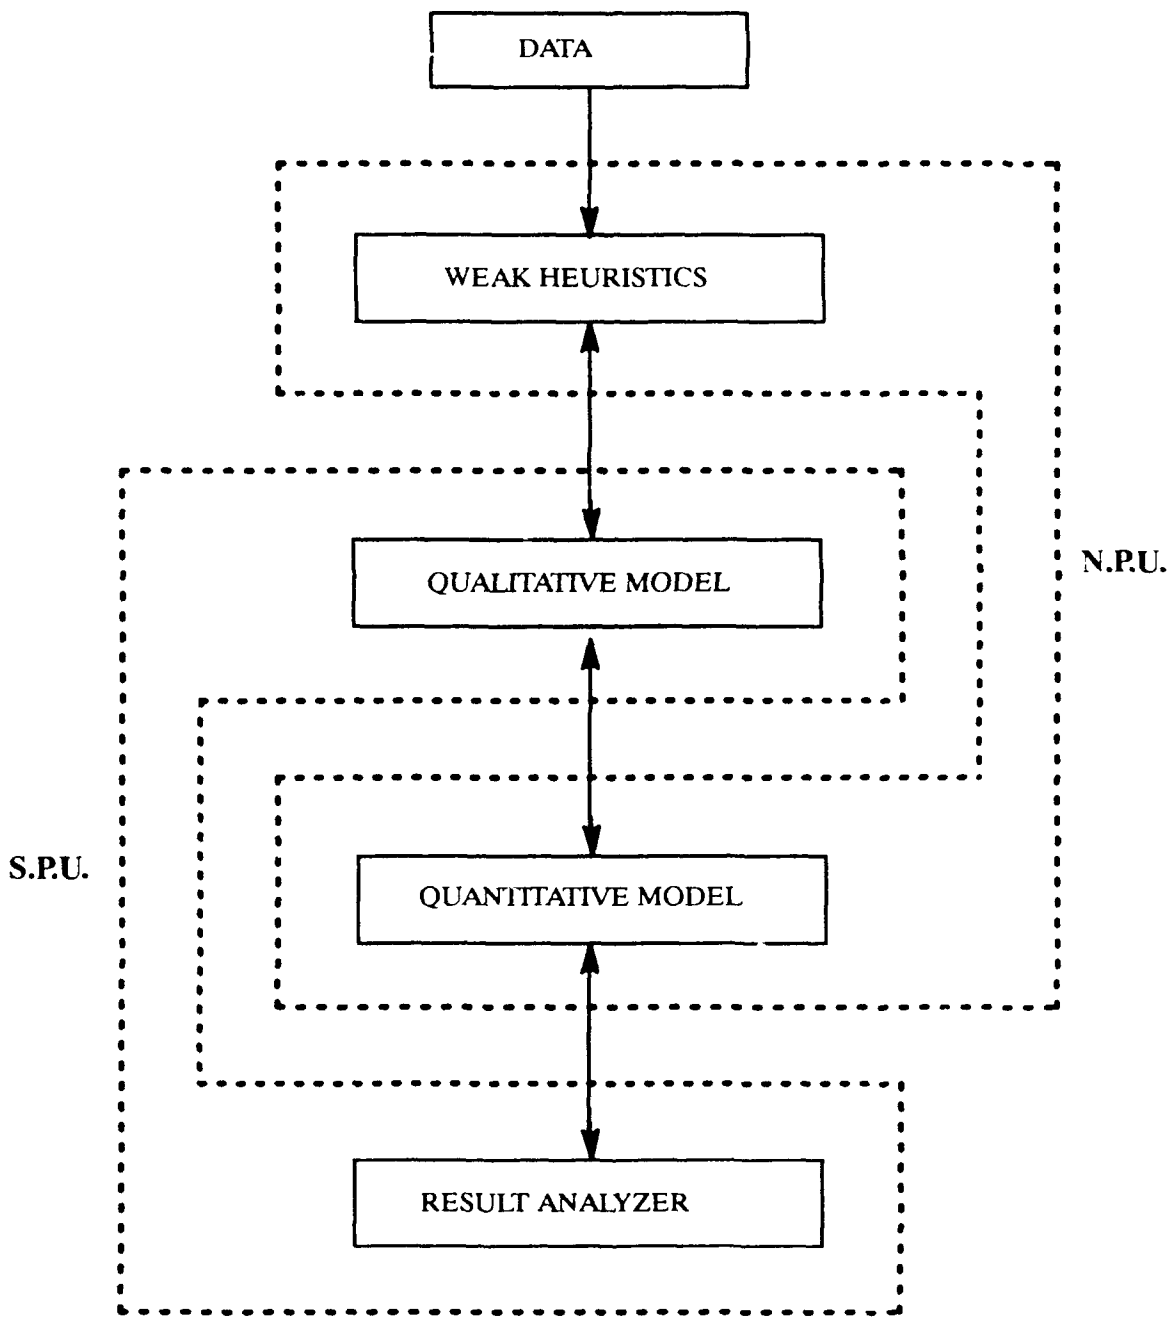 DATA
WEAK HEURISTICS
QUALITATIVE MODEL
N.P.U.
S.P.U.
QUANTITATIVE MODEL
RESULT ANALYZER